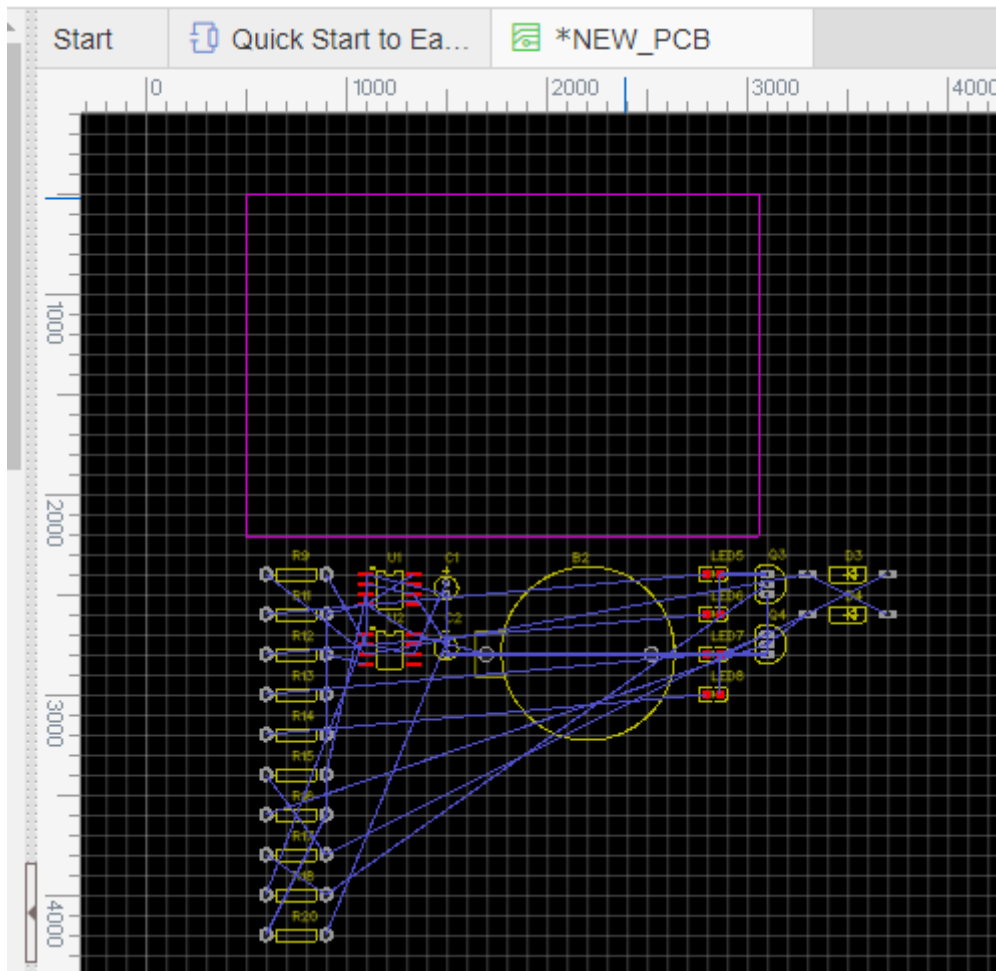 Start
Quick Start to Ea...
*NEW_PCB
0 1000 2000 3000 4000
1000
2000
3000
4000
R9 U1 C1 B2 LED5 Q3 D3
R11 LED6
R12 LED7
R13 LED8
R14
R15
R20